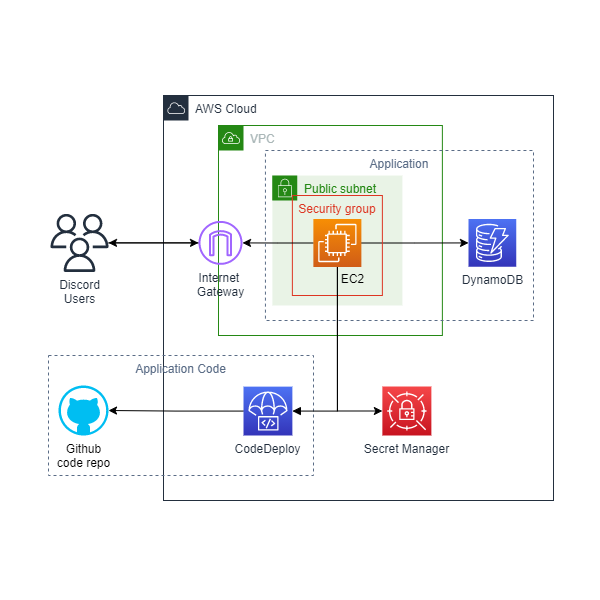 AWS Cloud
VPC
Application
Public subnet
Security group
EC2
Internet
Gateway
Discord
Users
DynamoDB
Application Code
Github
code repo
CodeDeploy
Secret Manager